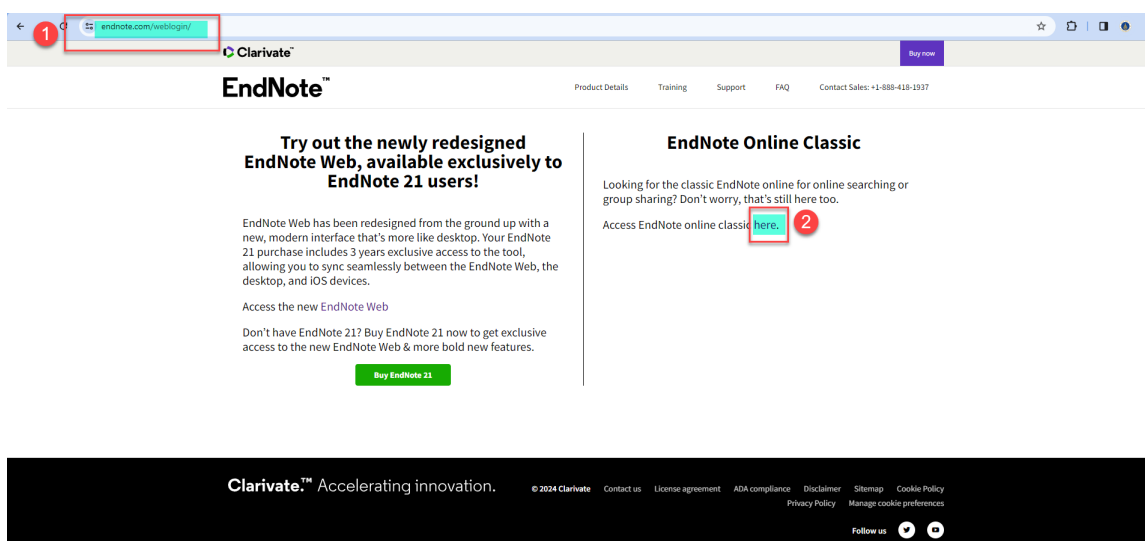 1
endnote.com/weblogin/
Clarivate™
Buy now
EndNote™
Product Details Training Support FAQ Contact Sales: +1-888-418-1937
Try out the newly redesigned
EndNote Web, available exclusively to
EndNote 21 users!
EndNote Web has been redesigned from the ground up with a
new, modern interface that's more like desktop. Your EndNote
21 purchase includes 3 years exclusive access to the tool,
allowing you to sync seamlessly between the EndNote Web, the
desktop, and iOS devices.
Access the new EndNote Web
Don't have EndNote 21? Buy EndNote 21 now to get exclusive
access to the new EndNote Web & more bold new features.
Buy EndNote 21
EndNote Online Classic
Looking for the classic EndNote online for online searching or
group sharing? Don't worry, that's still here too.
Access EndNote online classic here.
2
Clarivate.™ Accelerating innovation.
© 2024 Clarivate Contact us License agreement ADA compliance Disclaimer Sitemap Cookie Policy
Privacy Policy Manage cookie preferences
Follow us